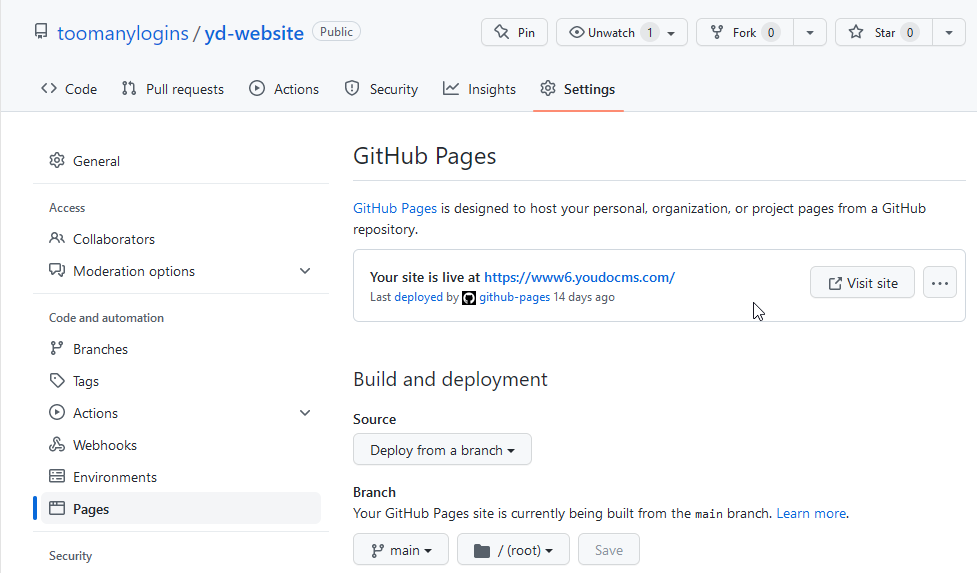 toomanylogins / yd-website Public Pin Unwatch 1 Fork 0 Star 0
Code Pull requests Actions Security Insights Settings
General
Access
Collaborators
Moderation options
Code and automation
Branches
Tags
Actions
Webhooks
Environments
Pages
Security
GitHub Pages
GitHub Pages is designed to host your personal, organization, or project pages from a GitHub
repository.
Your site is live at https://www6.youdocms.com/
Last deployed by github-pages 14 days ago
Visit site
Build and deployment
Source
Deploy from a branch
Branch
Your GitHub Pages site is currently being built from the main branch. Learn more.
main / (root) Save